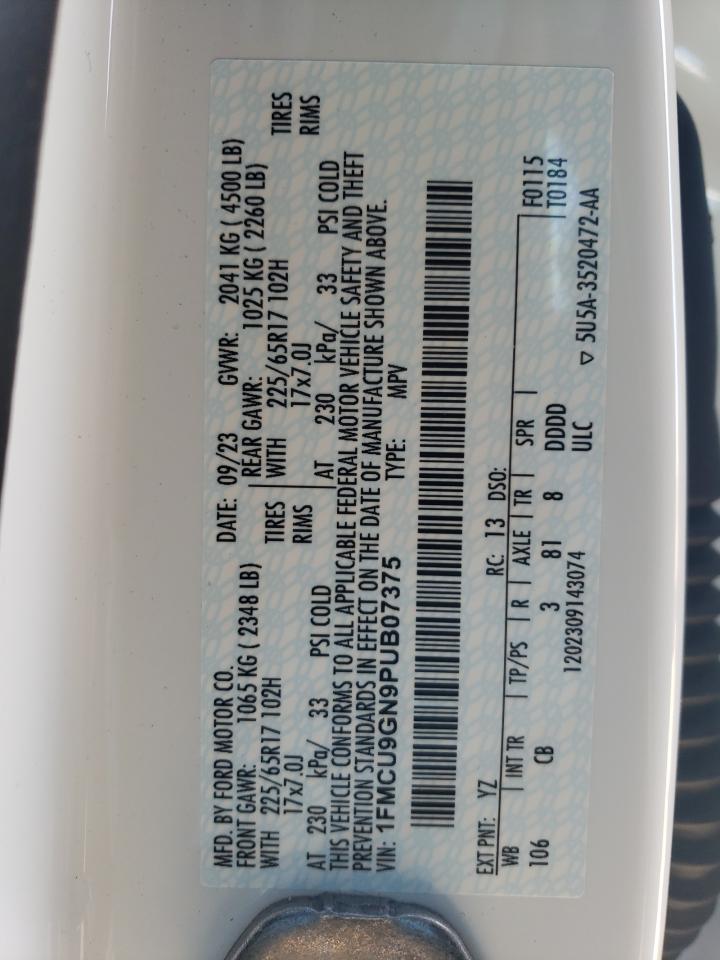 MFD. BY FORD MOTOR CO. DATE: 09/23 GVWR: 2041 KG ( 4500 LB)
FRONT GAWR: 1065 KG ( 2348 LB) REAR GAWR: 1025 KG ( 2260 LB)
WITH 225/65R17 102H TIRES WITH 225/65R17 102H TIRES
17x7.0J RIMS 17x7.0J RIMS
AT 230 kPa/ 33 PSI COLD AT 230 kPa/ 33 PSI COLD
THIS VEHICLE CONFORMS TO ALL APPLICABLE FEDERAL MOTOR VEHICLE SAFETY AND THEFT
PREVENTION STANDARDS IN EFFECT ON THE DATE OF MANUFACTURE SHOWN ABOVE.
VIN: 1FMCU9GN9PUB07375 TYPE: MPV
EXT PNT: YZ RC: 13 DSO:
WB INT TR TP/PS R AXLE TR SPR F0115
106 CB 3 81 8 DDDD T0184
1202309143074 ULC ▽ 5U5A-3520472-AA